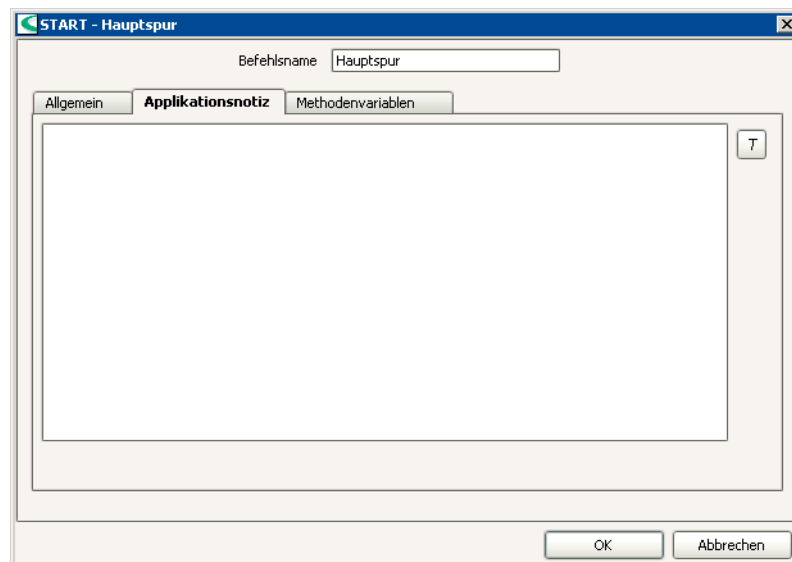 START - Hauptspur
Befehlsname Hauptspur
Allgemein Applikationsnotiz Methodenvariablen
T
OK Abbrechen